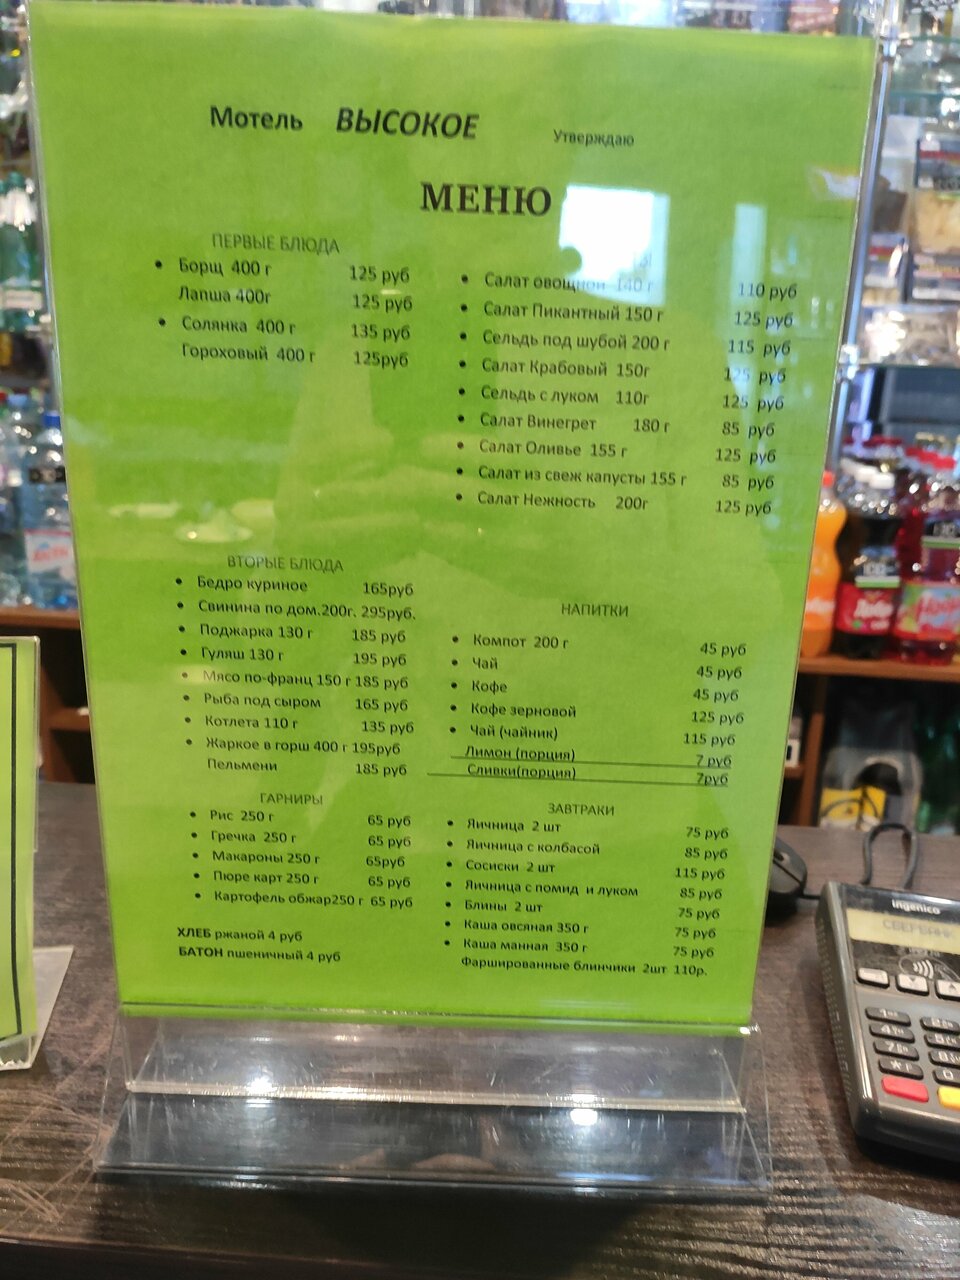 Мотель ВЫСОКОЕ Утверждаю
МЕНЮ
ПЕРВЫЕ БЛЮДА
Борщ 400 г 125 руб
Лапша 400г 125 руб
Солянка 400 г 135 руб
Гороховый 400 г 125руб
Салат овощной 140 г 110 руб
Салат Пикантный 150 г 125 руб
Сельдь под шубой 200 г 115 руб
Салат Крабовый 150г 125 руб
Сельдь с луком 110г 125 руб
Салат Винегрет 180 г 85 руб
Салат Оливье 155 г 125 руб
Салат из свеж капусты 155 г 85 руб
Салат Нежность 200г 125 руб
ВТОРЫЕ БЛЮДА
Бедро куриное 165руб
Свинина по дом.200г. 295руб.
Поджарка 130 г 185 руб
Гуляш 130 г 195 руб
Мясо по-франц 150 г 185 руб
Рыба под сыром 165 руб
Котлета 110 г 135 руб
Жаркое в горш 400 г 195руб
Пельмени 185 руб
НАПИТКИ
Компот 200 г 45 руб
Чай 45 руб
Кофе 45 руб
Кофе зерновой 125 руб
Чай (чайник) 115 руб
Лимон (порция) 7 руб
Сливки(порция) 7руб
ГАРНИРЫ
Рис 250 г 65 руб
Гречка 250 г 65 руб
Макароны 250 г 65руб
Пюре карт 250 г 65 руб
Картофель обжар250 г 65 руб
ХЛЕБ ржаной 4 руб
БАТОН пшеничный 4 руб
ЗАВТРАКИ
Яичница 2 шт 75 руб
Яичница с колбасой 85 руб
Сосиски 2 шт 115 руб
Яичница с помид и луком 85 руб
Блины 2 шт 75 руб
Каша овсяная 350 г 75 руб
Каша манная 350 г 75 руб
Фаршированные блинчики 2шт 110р.
Добрый
ingenico
СБЕРБАНК